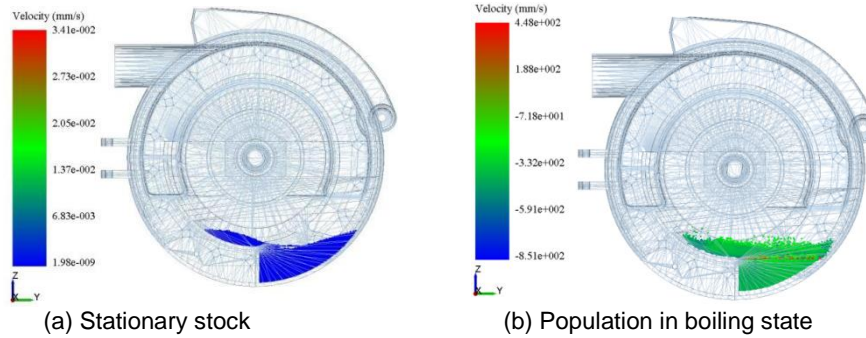 Velocity (mm/s)
3.41e-002
2.73e-002
2.05e-002
1.37e-002
6.83e-003
1.98e-009
Z
X
Y
(a) Stationary stock
Velocity (mm/s)
4.48e+002
1.88e+002
-7.18e+001
-3.32e+002
-5.91e+002
-8.51e+002
Z
X
Y
(b) Population in boiling state